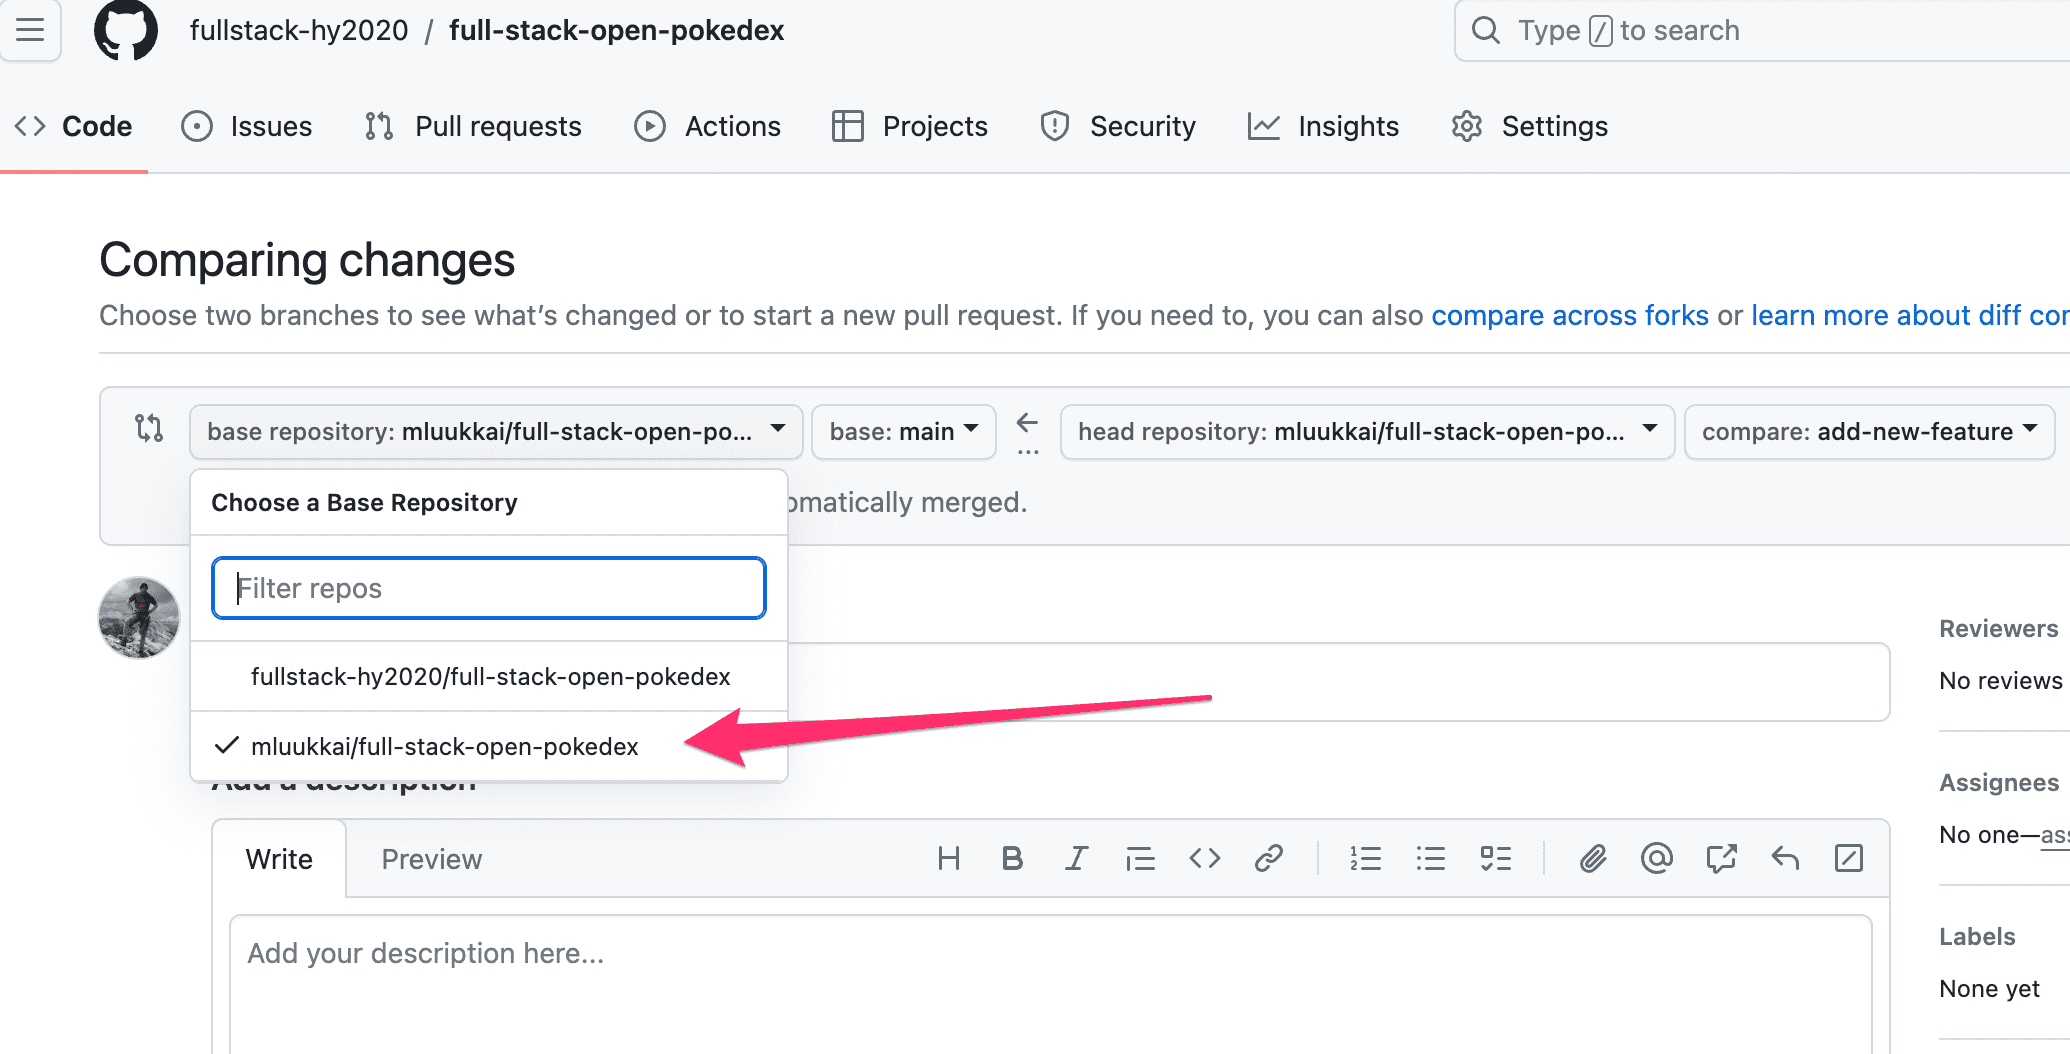 fullstack-hy2020 / full-stack-open-pokedex
Type / to search
Code Issues Pull requests Actions Projects Security Insights Settings
Comparing changes
Choose two branches to see what’s changed or to start a new pull request. If you need to, you can also compare across forks or learn more about diff
base repository: mluukkai/full-stack-open-po... base: main ... head repository: mluukkai/full-stack-open-po... compare: add-new-feature
Choose a Base Repository
merged.
Filter repos
fullstack-hy2020/full-stack-open-pokedex
mluukkai/full-stack-open-pokedex
Add a description
Reviewers
No reviews
Assignees
No one—
Labels
None yet
Write Preview
Add your description here...